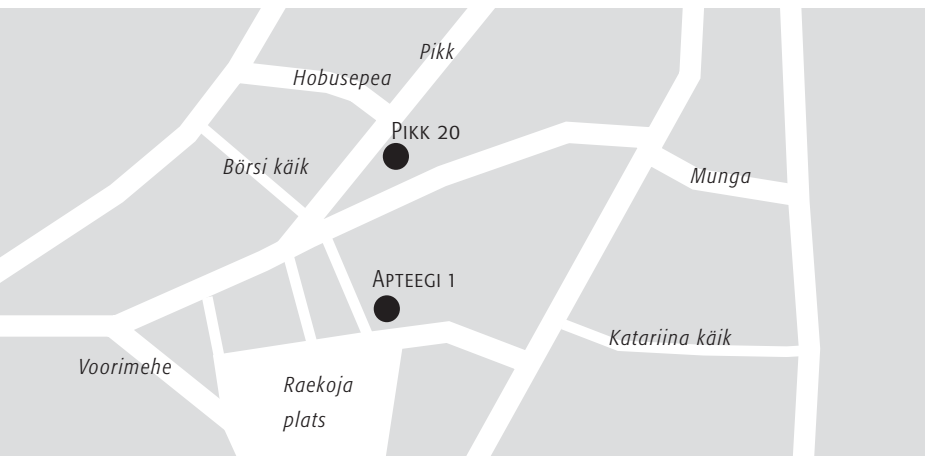 Pikk
Hobusepea
Pikk 20
Börsi käik
Munga
Apteegi 1
Katariina käik
Voorimehe
Raekoja
plats